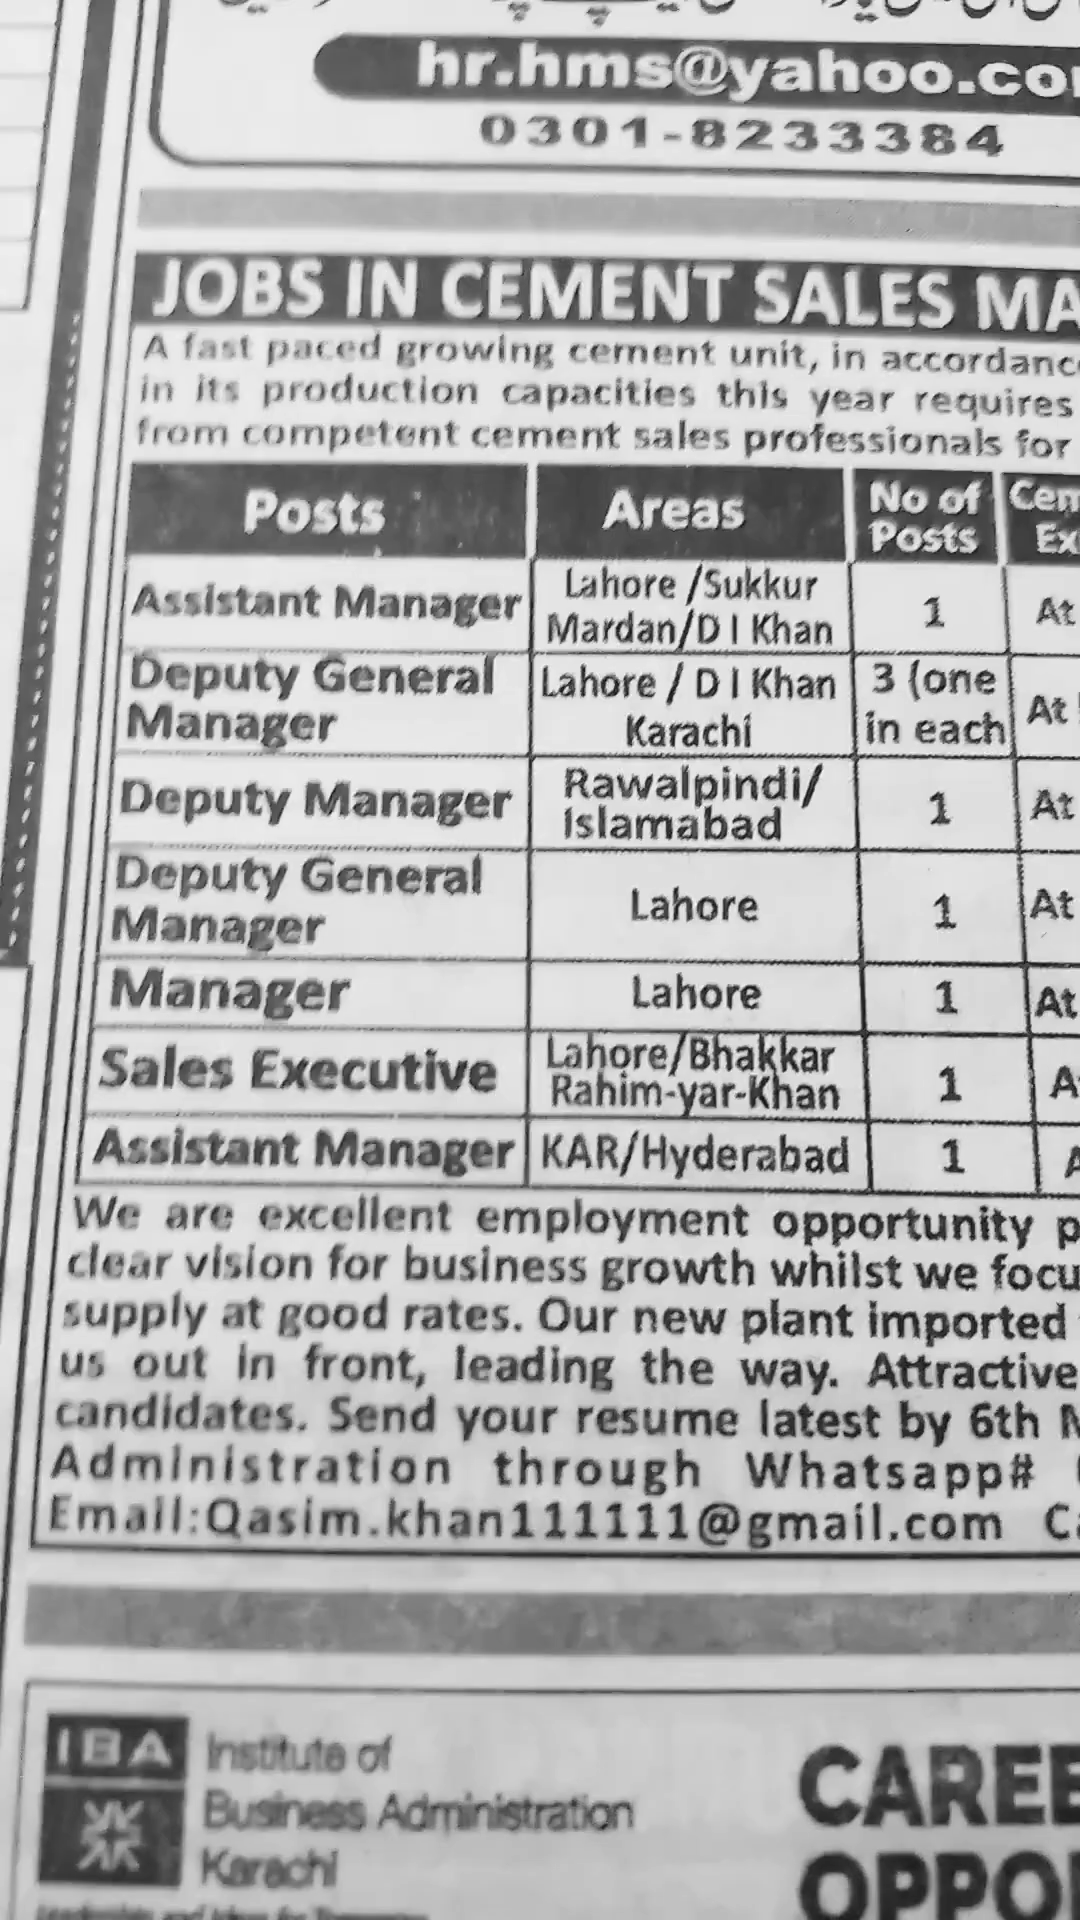 hr.hms@yahoo.co
0301-8233384
JOBS IN CEMENT SALES MA
A fast paced growing cement unit, in accordanc
in its production capacities this year requires
from competent cement sales professionals for
Posts Areas No of Posts Cem Ex
Assistant Manager Lahore /Sukkur Mardan/D I Khan 1 At
Deputy General Manager Lahore / D I Khan Karachi 3 (one in each At
Deputy Manager Rawalpindi/ Islamabad 1 At
Deputy General Manager Lahore 1 At
Manager Lahore 1 At
Sales Executive Lahore/Bhakkar Rahim-yar-Khan 1 A
Assistant Manager KAR/Hyderabad 1 A
We are excellent employment opportunity p
clear vision for business growth whilst we focu
supply at good rates. Our new plant imported
us out in front, leading the way. Attractive
candidates. Send your resume latest by 6th
Administration through Whatsapp#
Email:Qasim.khan111111@gmail.com Ca
IBA Institute of
Business Administration
Karachi
CAREE
OPPO